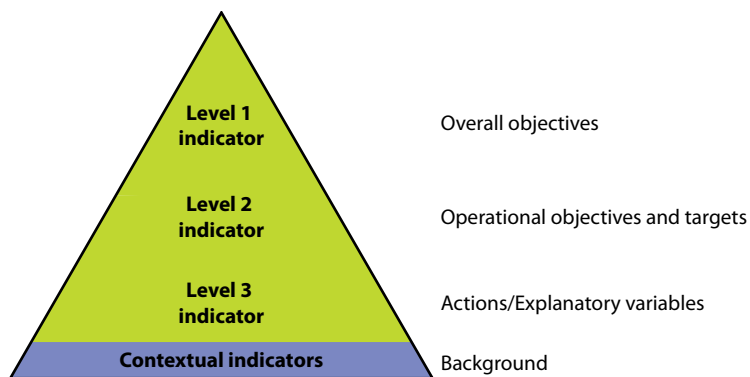 Level 1
indicator
Overall objectives
Level 2
indicator
Operational objectives and targets
Level 3
indicator
Actions/Explanatory variables
Contextual indicators
Background